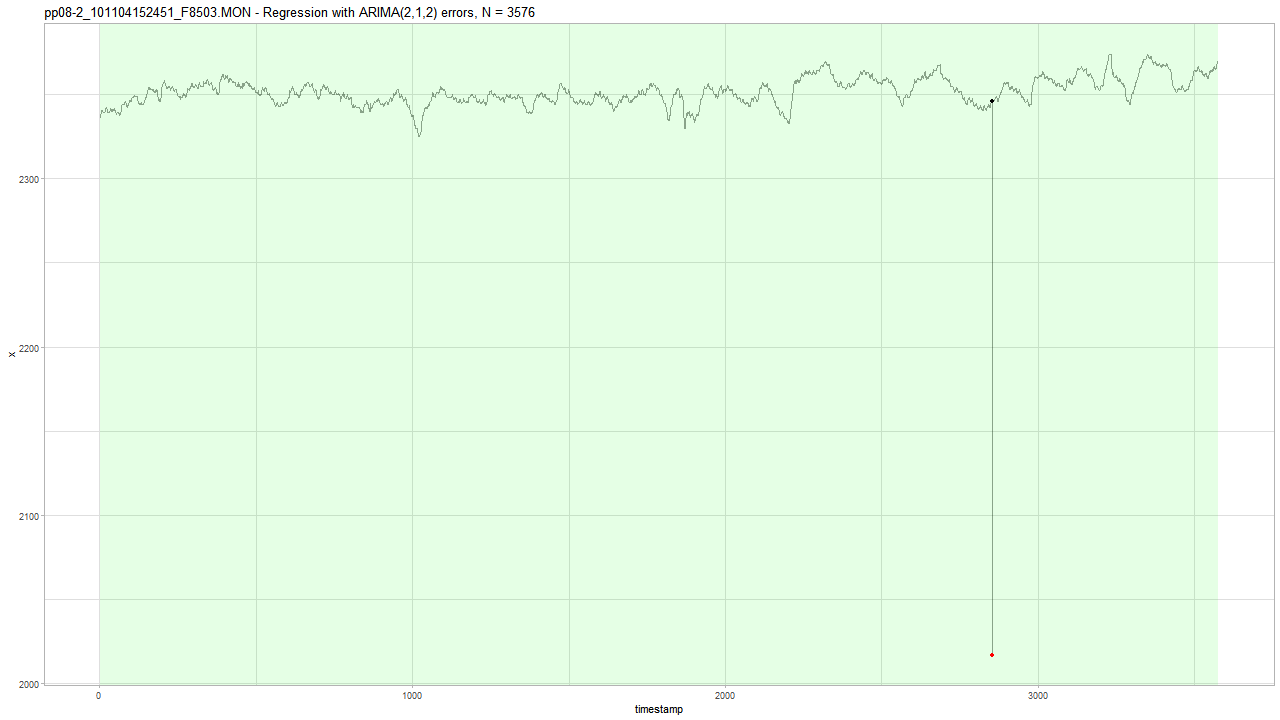 pp08-2_101104152451_F8503.MON - Regression with ARIMA(2,1,2) errors, N = 3576
2300
x
2200
2100
2000
0
1000
2000
3000
timestamp